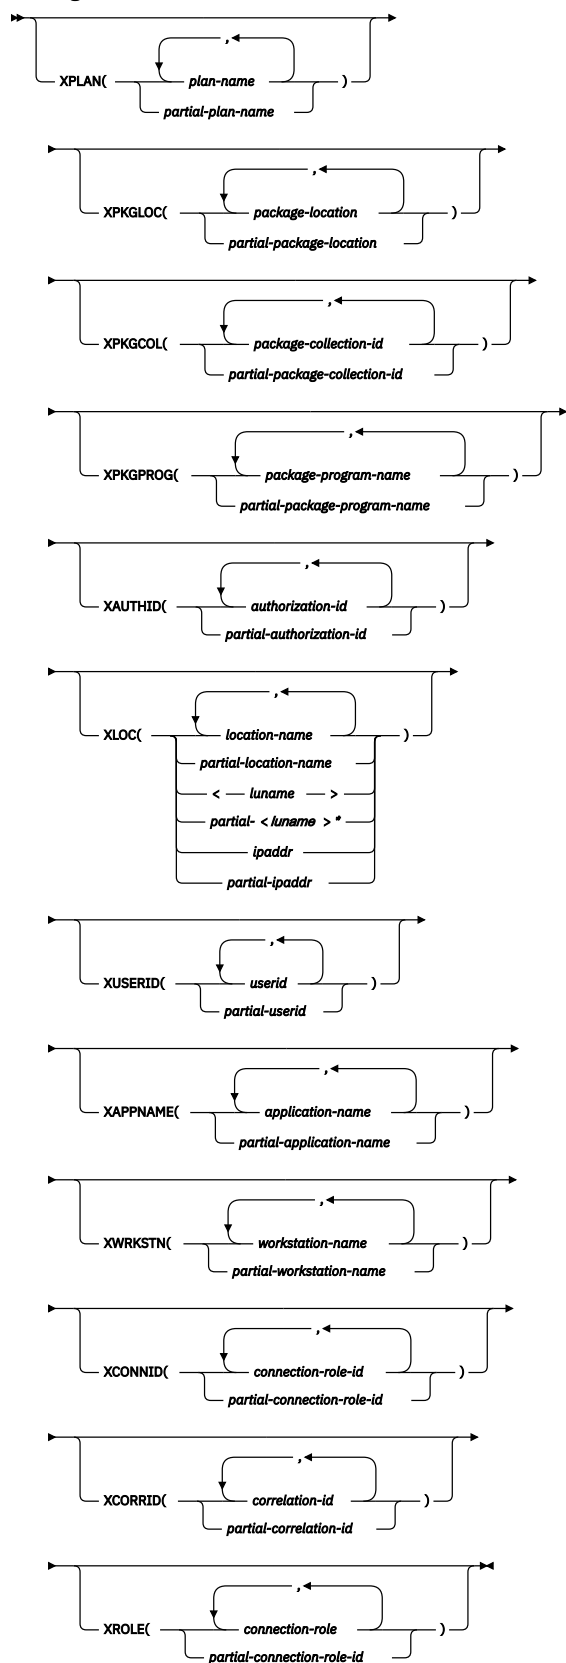 ,
XPLAN( plan-name )
partial-plan-name
,
XPKGLOC( package-location )
partial-package-location
,
XPKGCOL( package-collection-id )
partial-package-collection-id
,
XPKGPROG( package-program-name )
partial-package-program-name
,
XAUTHID( authorization-id )
partial-authorization-id
,
XLOC( location-name )
partial-location-name
< luname >
partial- < luname > *
ipaddr
partial-ipaddr
,
XUSERID( userid )
partial-userid
,
XAPPNAME( application-name )
partial-application-name
,
XWRKSTN( workstation-name )
partial-workstation-name
,
XCONNID( connection-role-id )
partial-connection-role-id
,
XCORRID( correlation-id )
partial-correlation-id
,
XROLE( connection-role )
partial-connection-role-id